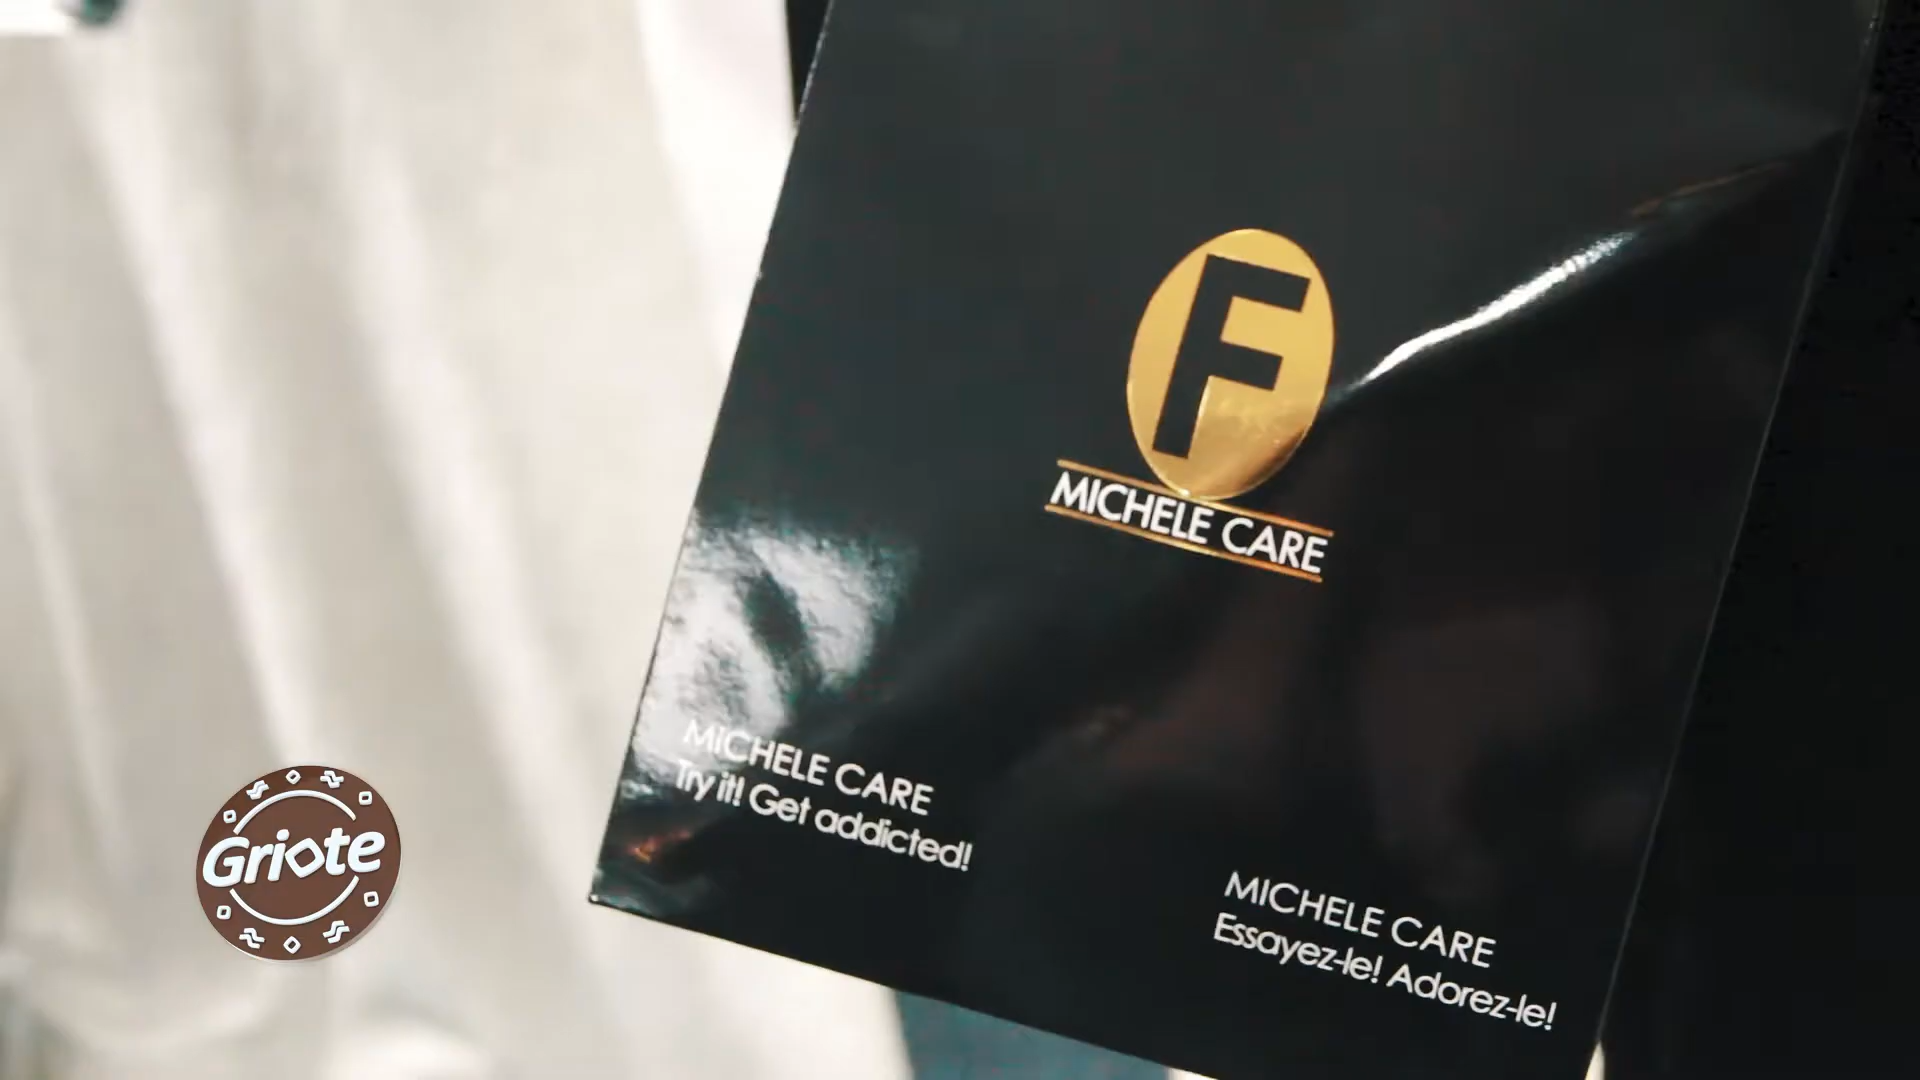 F
MICHELE CARE
MICHELE CARE
Try it! Get addicted!
MICHELE CARE
Essayez-le! Adorez-le!
Griote